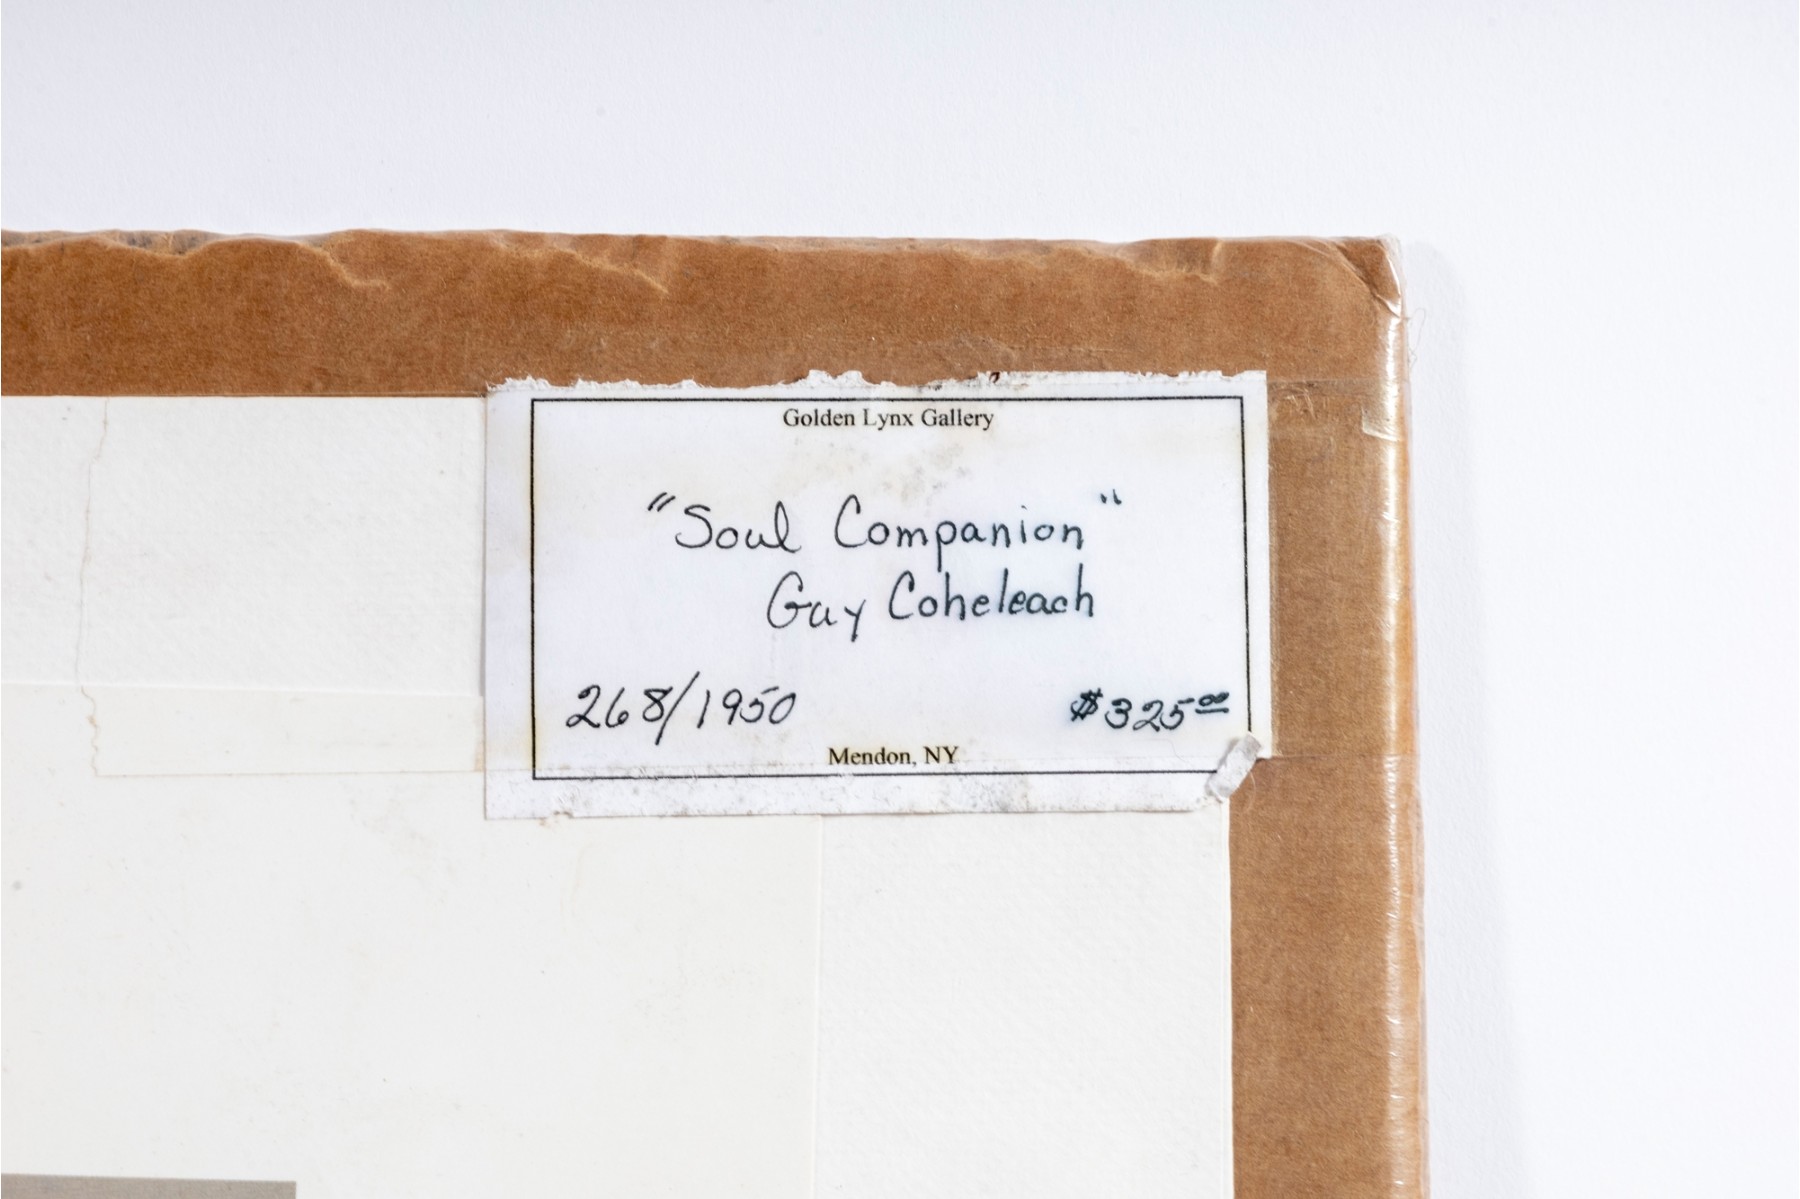 Golden Lynx Gallery
"Soul Companion"
Guy Coheleach
268/1950 $325.00
Mendon, NY